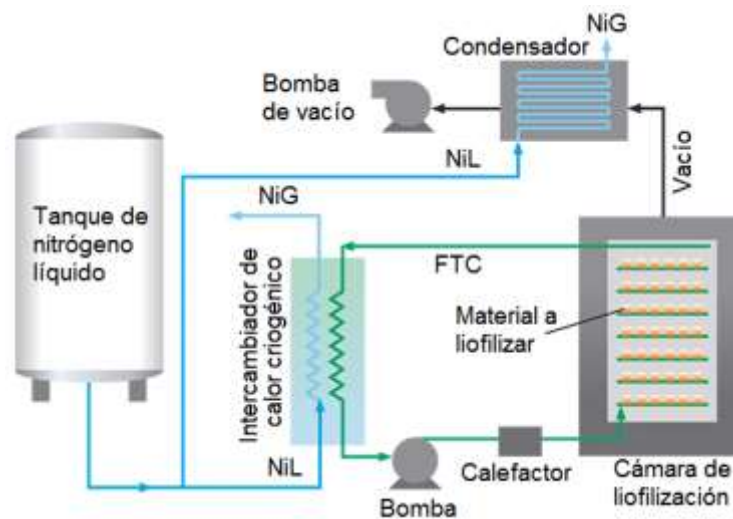 NiG
Condensador
Bomba
de vacío
NiL
Vacío
Tanque de
nitrógeno
líquido
NiG
FTC
Intercambiador de
calor criogénico
Material a
liofilizar
NiL
Bomba
Calefactor
Cámara de
liofilización